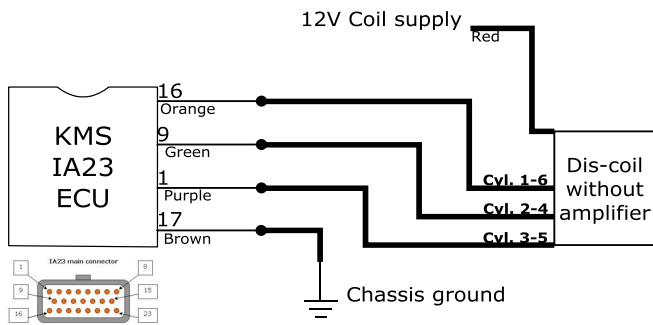 12V Coil supply
Red
16
Orange
KMS
IA23
ECU
9
Green
1
Purple
17
Brown
Cyl. 1-6
Cyl. 2-4
Cyl. 3-5
Dis-coil
without
amplifier
Chassis ground
IA23 main connector
1
8
9
15
16
23